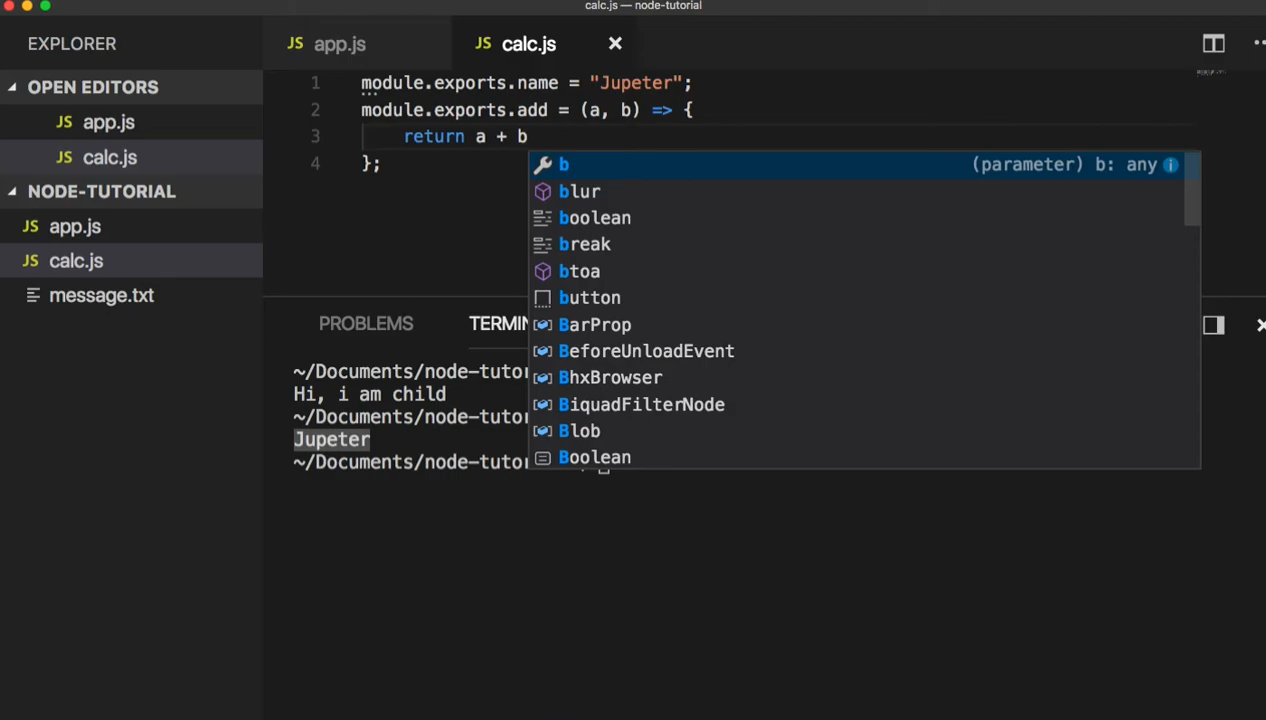 calc.js — node-tutorial
EXPLORER
OPEN EDITORS
JS app.js
JS calc.js
NODE-TUTORIAL
JS app.js
JS calc.js
message.txt
JS app.js
JS calc.js
1 module.exports.name = "Jupeter";
2 module.exports.add = (a, b) => {
3 return a + b
4 };
b (parameter) b: any
blur
boolean
break
btoa
button
BarProp
BeforeUnloadEvent
BhxBrowser
BiquadFilterNode
Blob
Boolean
PROBLEMS TERMIN
~/Documents/node-tutor
Hi, i am child
~/Documents/node-tutor
Jupeter
~/Documents/node-tutor